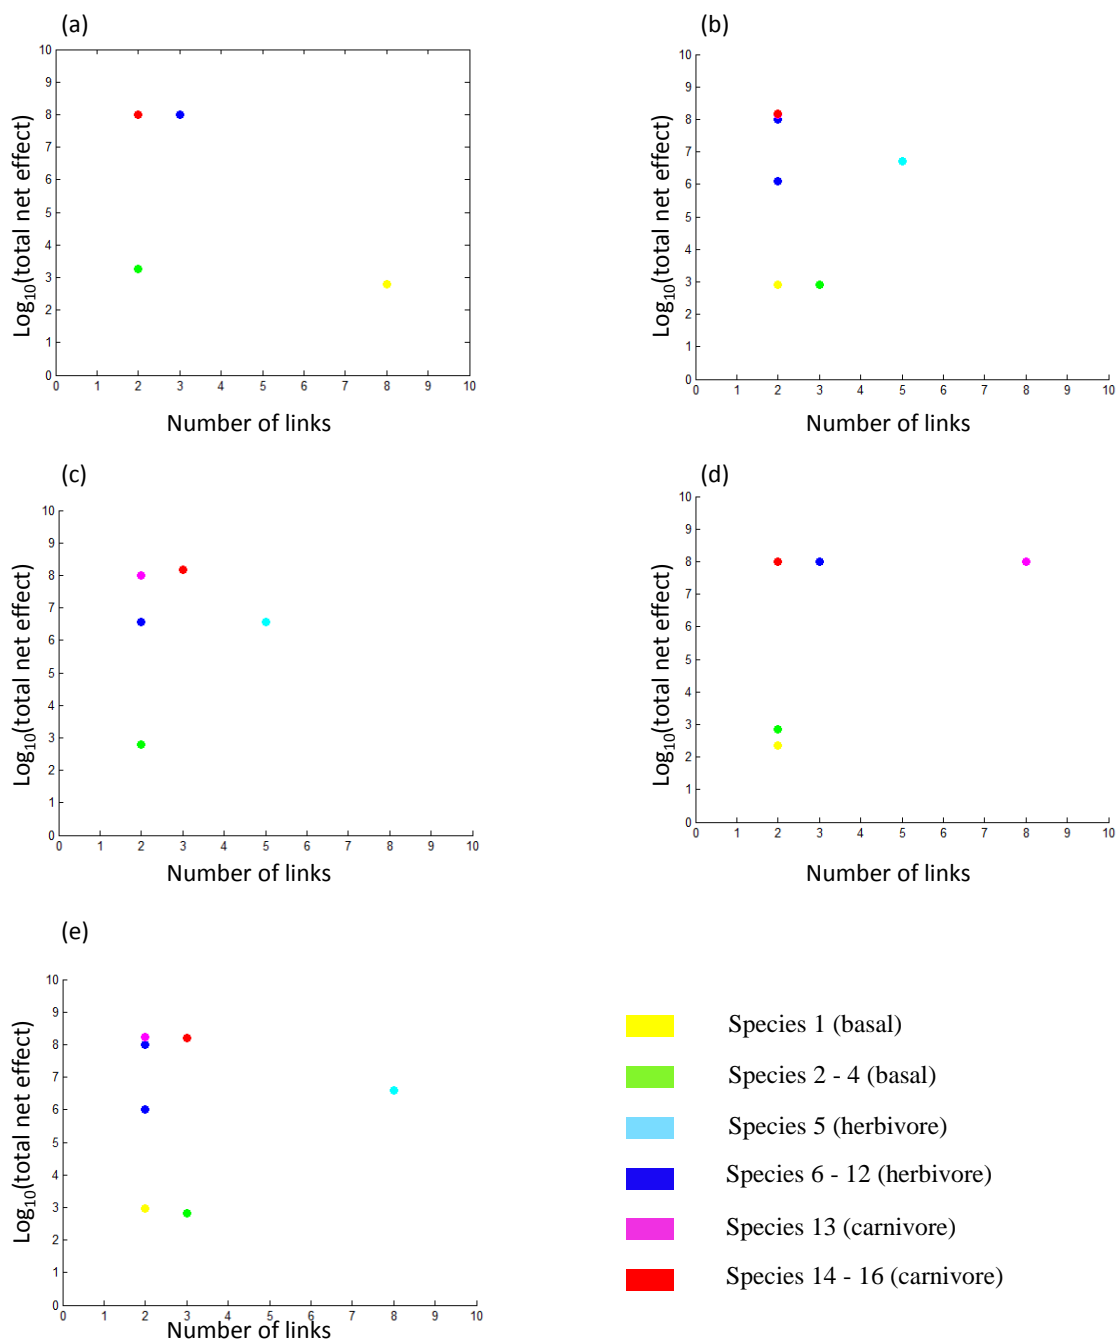 (a)
10
9
8
7
6
5
4
3
2
1
0
0 1 2 3 4 5 6 7 8 9 10
Log10(total net effect)
Number of links
(b)
10
9
8
7
6
5
4
3
2
1
0
0 1 2 3 4 5 6 7 8 9 10
Log10(total net effect)
Number of links
(c)
10
9
8
7
6
5
4
3
2
1
0
0 1 2 3 4 5 6 7 8 9 10
Log10(total net effect)
Number of links
(d)
10
9
8
7
6
5
4
3
2
1
0
0 1 2 3 4 5 6 7 8 9 10
Log10(total net effect)
Number of links
(e)
10
9
8
7
6
5
4
3
2
1
0
0 1 2 3 4 5 6 7 8 9 10
Log10(total net effect)
Number of links
Species 1 (basal)
Species 2 - 4 (basal)
Species 5 (herbivore)
Species 6 - 12 (herbivore)
Species 13 (carnivore)
Species 14 - 16 (carnivore)